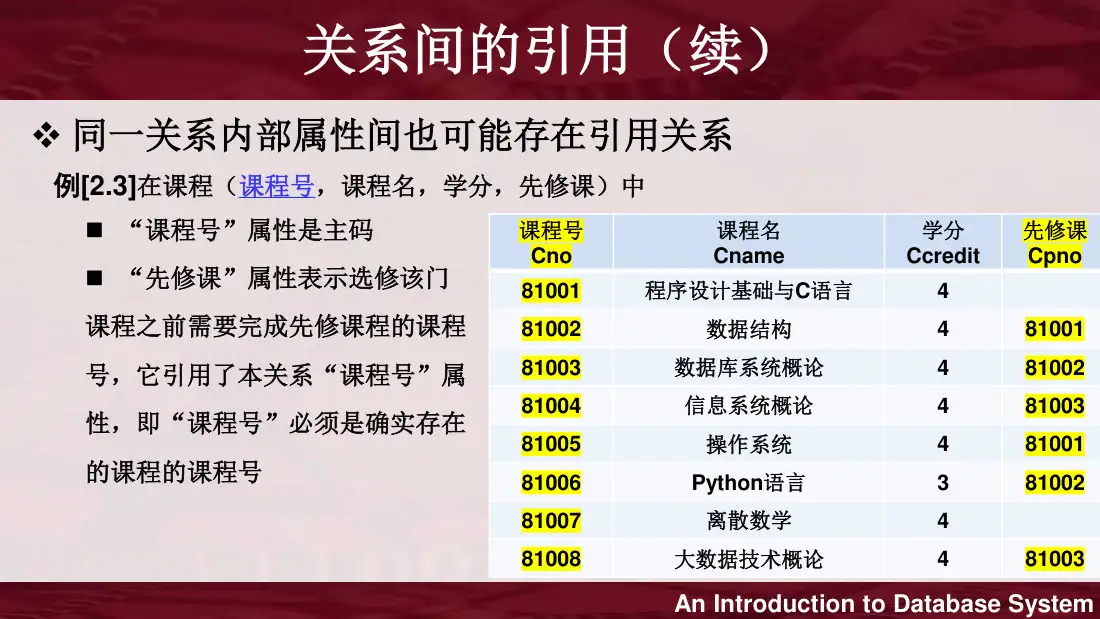 关系间的引用（续）
❖ 同一关系内部属性间也可能存在引用关系
例[2.3]在课程（课程号，课程名，学分，先修课）中
■ “课程号”属性是主码
■ “先修课”属性表示选修该门
课程之前需要完成先修课程的课程
号，它引用了本关系“课程号”属
性，即“课程号”必须是确实存在
的课程的课程号
课程号 课程名 学分 先修课
Cno Cname Ccredit Cpno
81001 程序设计基础与C语言 4
81002 数据结构 4 81001
81003 数据库系统概论 4 81002
81004 信息系统概论 4 81003
81005 操作系统 4 81001
81006 Python语言 3 81002
81007 离散数学 4
81008 大数据技术概论 4 81003
An Introduction to Database System